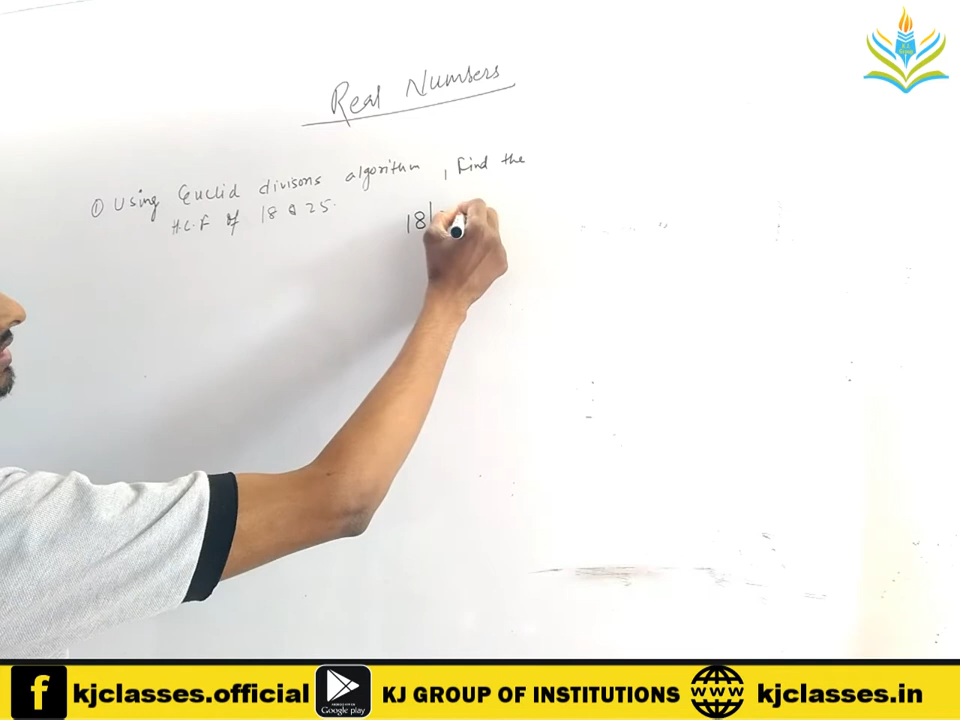 Real Numbers
① Using Euclid divisons algorithm, Find the
H.C.F of 18 & 25.
18
f kjclasses.official Google play KJ GROUP OF INSTITUTIONS www kjclasses.in